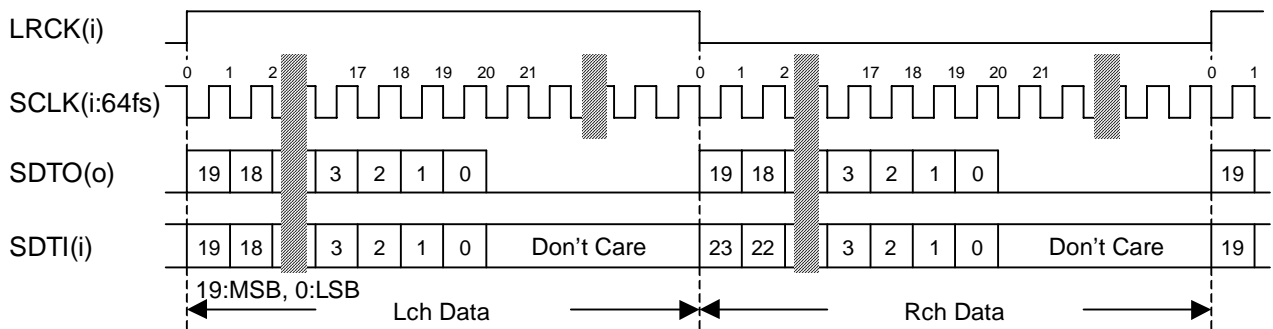 LRCK(i)
0 1 2 17 18 19 20 21 0 1 2 17 18 19 20 21 0 1
SCLK(i:64fs)
SDTO(o) 19 18 3 2 1 0 19 18 3 2 1 0 19
SDTI(i) 19 18 3 2 1 0 Don't Care 23 22 3 2 1 0 Don't Care 19
19:MSB, 0:LSB
Lch Data Rch Data